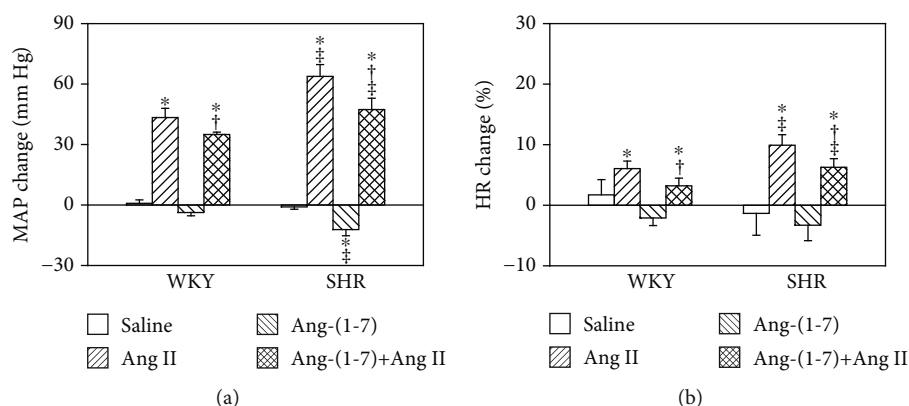 90
60
30
0
−30
MAP change (mm Hg)
*
*
†
*
‡
*
†
‡
*
‡
WKY
SHR
Saline
Ang-(1-7)
Ang II
Ang-(1-7)+Ang II
(a)
30
20
10
0
−10
HR change (%)
*
*
†
*
‡
*
†
‡
WKY
SHR
Saline
Ang-(1-7)
Ang II
Ang-(1-7)+Ang II
(b)